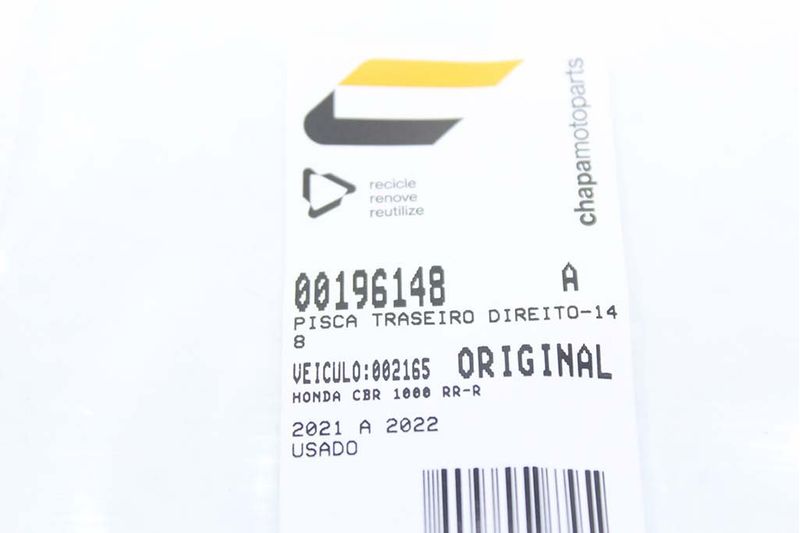 chapamotoparts
recicle
renove
reutilize
00196148 A
PISCA TRASEIRO DIREITO-14
8
VEICULO:002165 ORIGINAL
HONDA CBR 1000 RR-R
2021 A 2022
USADO